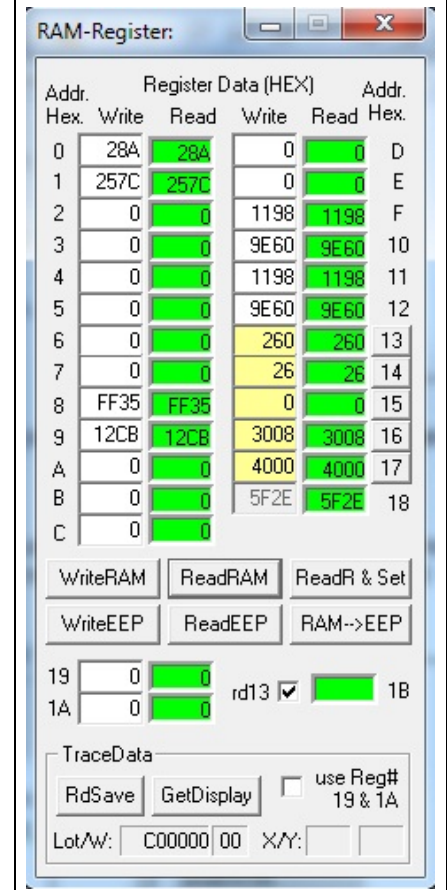 RAM-Register:
Register Data (HEX)
Addr. Hex. Write Read Write Read Addr. Hex.
0 28A 28A 0 0 D
1 257C 257C 0 0 E
2 0 0 1198 1198 F
3 0 0 9E60 9E60 10
4 0 0 1198 1198 11
5 0 0 9E60 9E60 12
6 0 0 260 260 13
7 0 0 26 26 14
8 FF35 FF35 0 0 15
9 12CB 12CB 3008 3008 16
A 0 0 4000 4000 17
B 0 0 5F2E 5F2E 18
C 0 0
WriteRAM ReadRAM ReadR & Set
WriteEEP ReadEEP RAM-->EEP
19 0 0 rd13 1B
1A 0 0
TraceData
RdSave GetDisplay use Reg# 19 & 1A
Lot/W: C00000 00 X/Y: